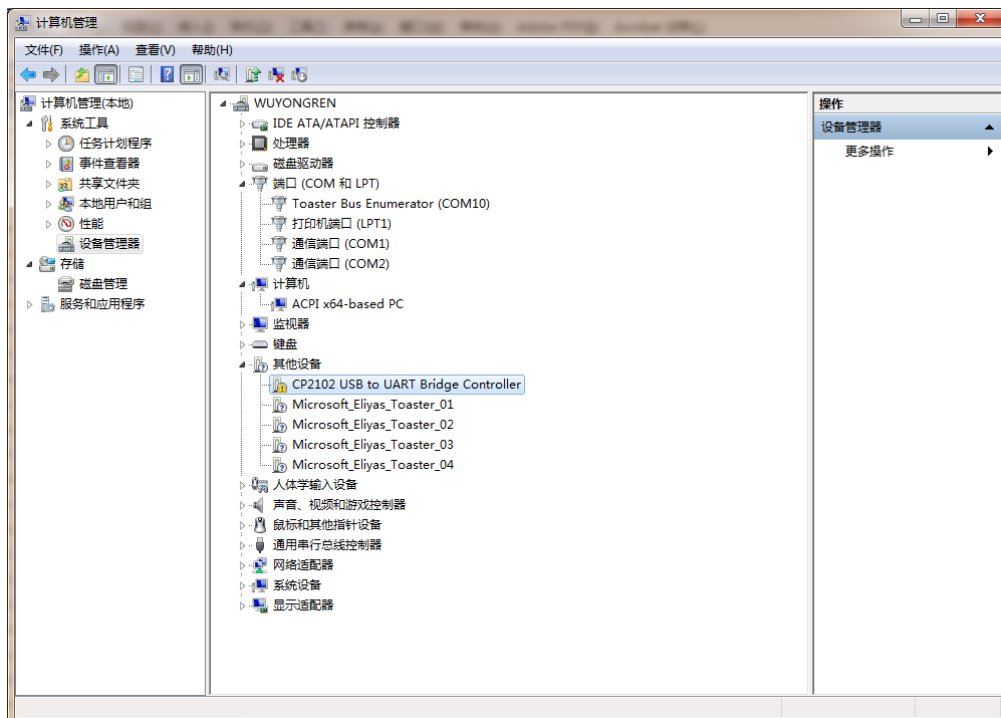 计算机管理
文件(F) 操作(A) 查看(V) 帮助(H)
计算机管理(本地)
系统工具
任务计划程序
事件查看器
共享文件夹
本地用户和组
性能
设备管理器
存储
磁盘管理
服务和应用程序
WUYONGREN
IDE ATA/ATAPI 控制器
处理器
磁盘驱动器
端口 (COM 和 LPT)
Toaster Bus Enumerator (COM10)
打印机端口 (LPT1)
通信端口 (COM1)
通信端口 (COM2)
计算机
ACPI x64-based PC
监视器
键盘
其他设备
CP2102 USB to UART Bridge Controller
Microsoft_Eliyas_Toaster_01
Microsoft_Eliyas_Toaster_02
Microsoft_Eliyas_Toaster_03
Microsoft_Eliyas_Toaster_04
人体学输入设备
声音、视频和游戏控制器
鼠标和其他指针设备
通用串行总线控制器
网络适配器
系统设备
显示适配器
操作
设备管理器
更多操作